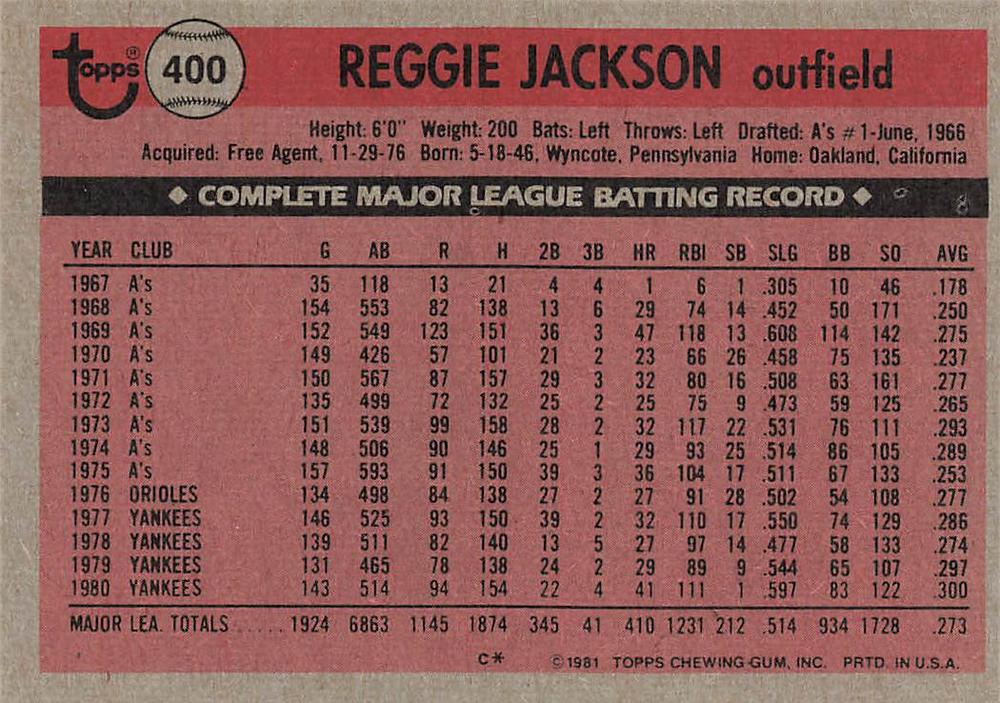 Topps® 400 REGGIE JACKSON outfield
Height: 6'0" Weight: 200 Bats: Left Throws: Left Drafted: A's #1-June, 1966
Acquired: Free Agent, 11-29-76 Born: 5-18-46, Wyncote, Pennsylvania Home: Oakland, California
◆ COMPLETE MAJOR LEAGUE BATTING RECORD ◆
YEAR CLUB G AB R H 2B 3B HR RBI SB SLG BB SO AVG
1967 A's 35 118 13 21 4 4 1 6 1 .305 10 46 .178
1968 A's 154 553 82 138 13 6 29 74 14 .452 50 171 .250
1969 A's 152 549 123 151 36 3 47 118 13 .608 114 142 .275
1970 A's 149 426 57 101 21 2 23 66 26 .458 75 135 .237
1971 A's 150 567 87 157 29 3 32 80 16 .508 63 161 .277
1972 A's 135 499 72 132 25 2 25 75 9 .473 59 125 .265
1973 A's 151 539 99 158 28 2 32 117 22 .531 76 111 .293
1974 A's 148 506 90 146 25 1 29 93 25 .514 86 105 .289
1975 A's 157 593 91 150 39 3 36 104 17 .511 67 133 .253
1976 ORIOLES 134 498 84 138 27 2 27 91 28 .502 54 108 .277
1977 YANKEES 146 525 93 150 39 2 32 110 17 .550 74 129 .286
1978 YANKEES 139 511 82 140 13 5 27 97 14 .477 58 133 .274
1979 YANKEES 131 465 78 138 24 2 29 89 9 .544 65 107 .297
1980 YANKEES 143 514 94 154 22 4 41 111 1 .597 83 122 .300
MAJOR LEA. TOTALS ..... 1924 6863 1145 1874 345 41 410 1231 212 .514 934 1728 .273
C* ©1981 TOPPS CHEWING GUM, INC. PRTD. IN U.S.A.